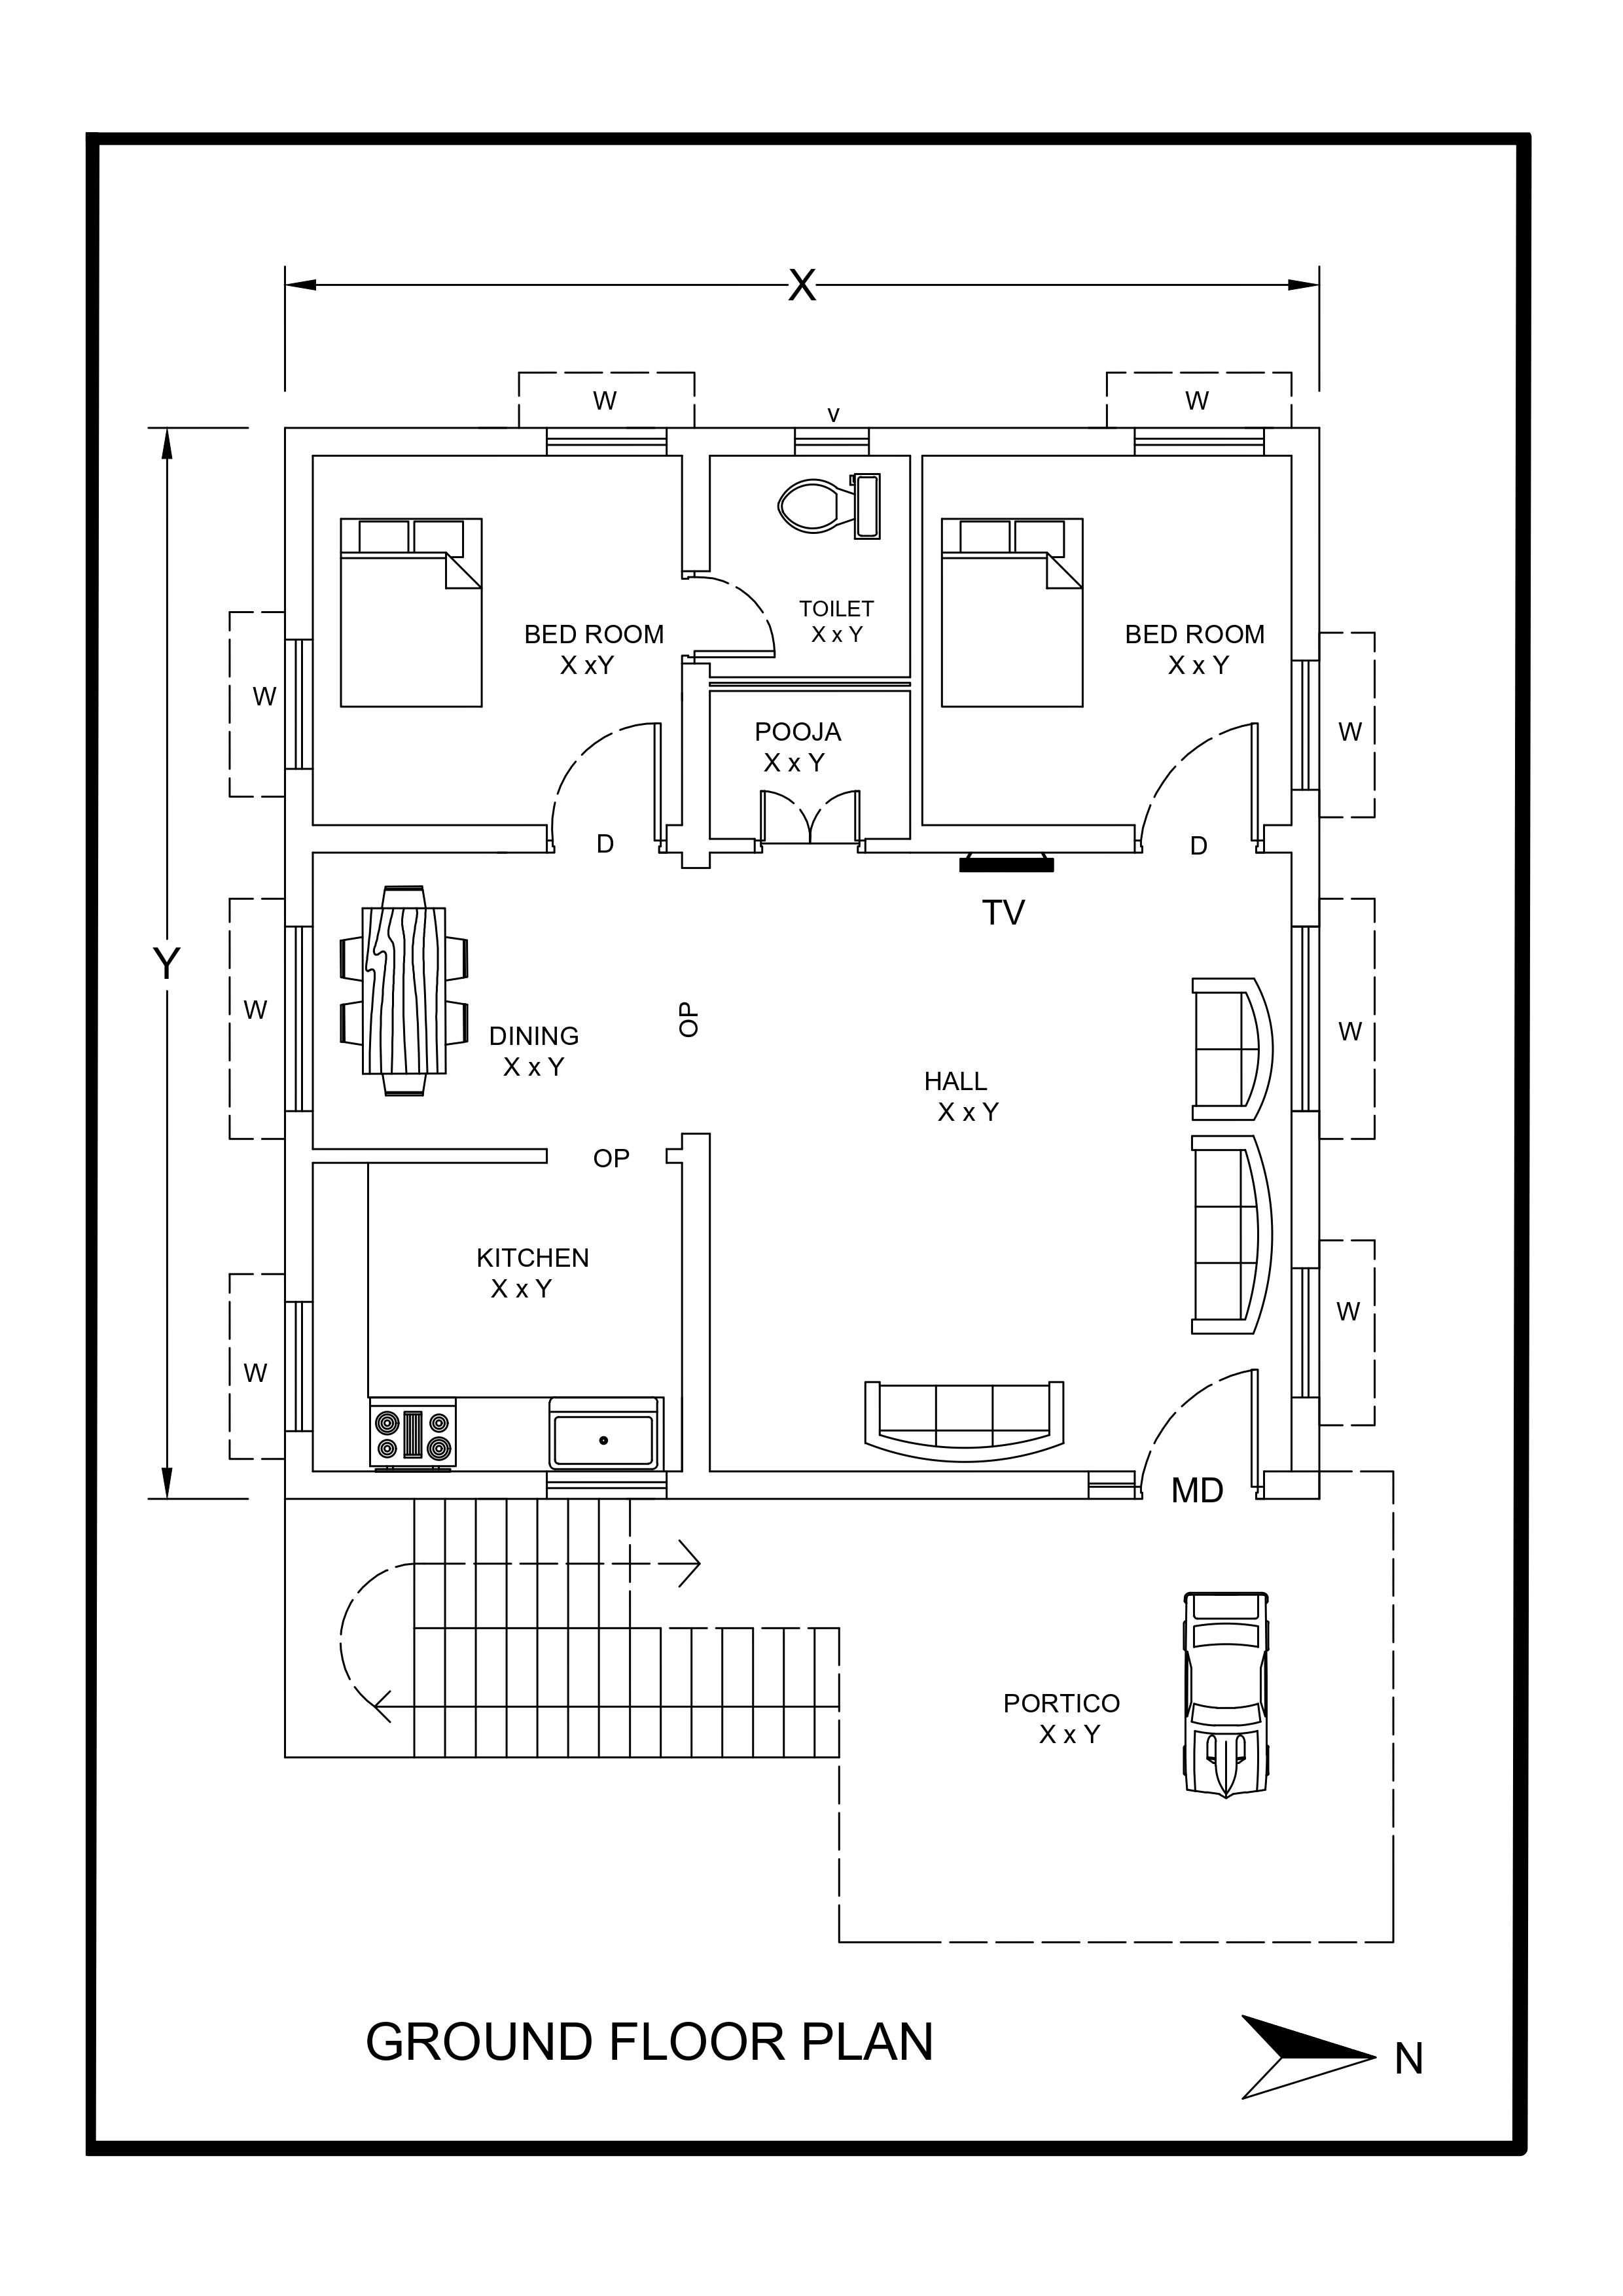 X
W
v
W
BED ROOM
X xY
TOILET
X x Y
BED ROOM
X x Y
W
POOJA
X x Y
W
D
D
TV
Y
W
DINING
X x Y
OP
HALL
X x Y
W
OP
KITCHEN
X x Y
W
W
MD
PORTICO
X x Y
GROUND FLOOR PLAN
N